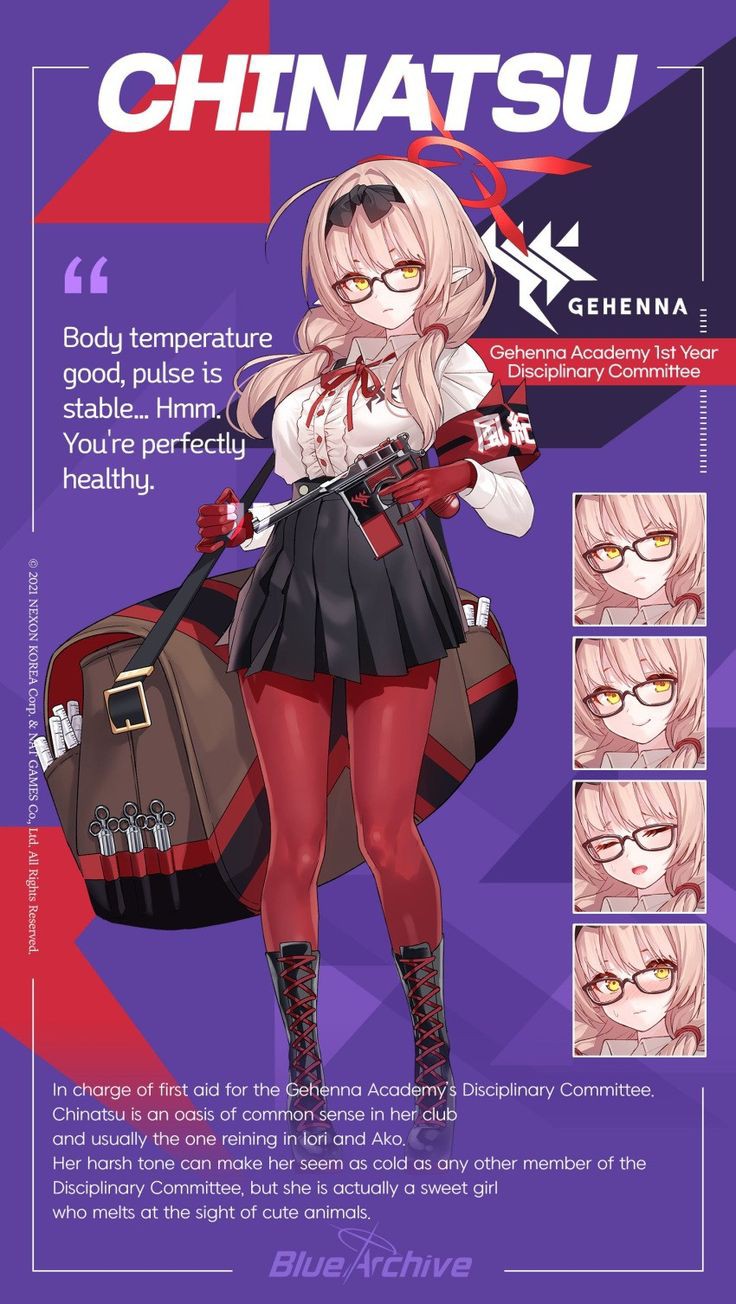 CHINATSU
“
Body temperature
good, pulse is
stable... Hmm.
You're perfectly
healthy.
GEHENNA
Gehenna Academy 1st Year
Disciplinary Committee
風紀
© 2021 NEXON KOREA Corp. & NAT GAMES Co., Ltd. All Rights Reserved.
In charge of first aid for the Gehenna Academy's Disciplinary Committee.
Chinatsu is an oasis of common sense in her club
and usually the one reining in Iori and Ako.
Her harsh tone can make her seem as cold as any other member of the
Disciplinary Committee, but she is actually a sweet girl
who melts at the sight of cute animals.
Blue Archive